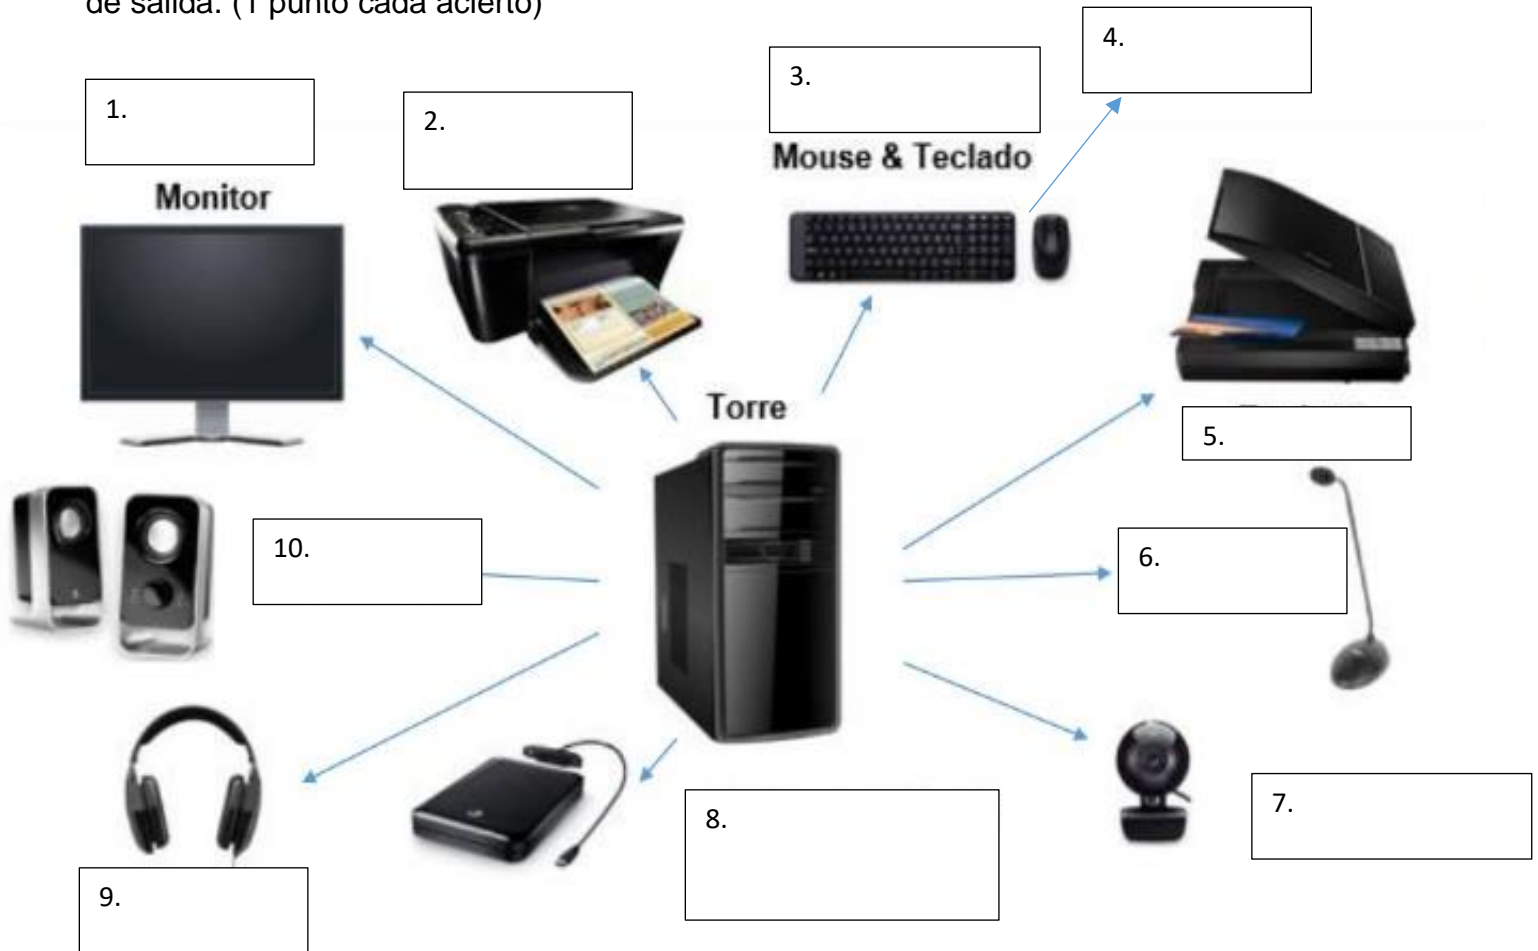 de salida. (1 punto cada acierto)
4.
3.
1.
2.
Mouse & Teclado
Monitor
Torre
5.
10.
6.
7.
8.
9.